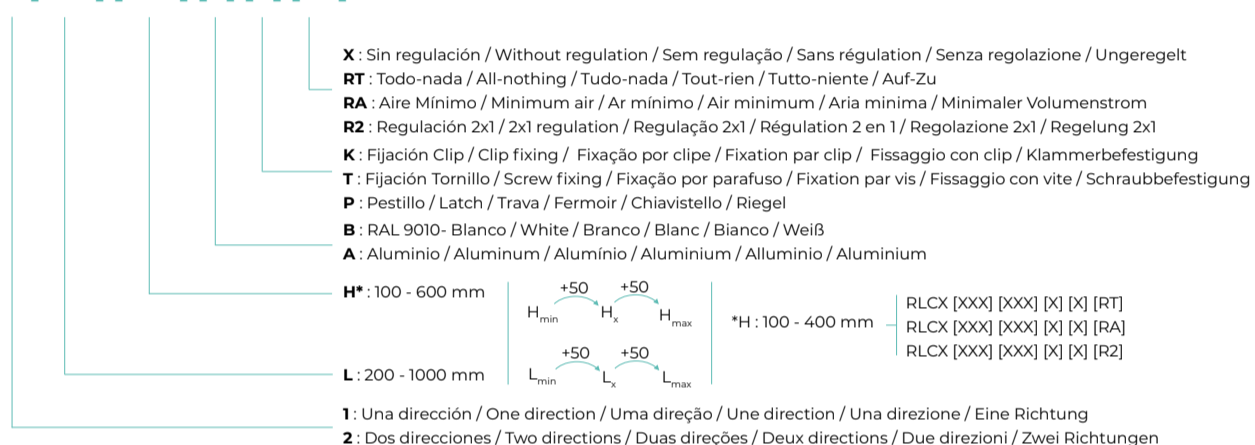 X : Sin regulación / Without regulation / Sem regulação / Sans régulation / Senza regolazione / Ungeregelt
RT : Todo-nada / All-nothing / Tudo-nada / Tout-rien / Tutto-niente / Auf-Zu
RA : Aire Mínimo / Minimum air / Ar mínimo / Air minimum / Aria minima / Minimaler Volumenstrom
R2 : Regulación 2x1 / 2x1 regulation / Regulação 2x1 / Régulation 2 en 1 / Regolazione 2x1 / Regelung 2x1
K : Fijación Clip / Clip fixing / Fixação por clipe / Fixation par clip / Fissaggio con clip / Klammerbefestigung
T : Fijación Tornillo / Screw fixing / Fixação por parafuso / Fixation par vis / Fissaggio con vite / Schraubbefestigung
P : Pestillo / Latch / Trava / Fermoir / Chiavistello / Riegel
B : RAL 9010- Blanco / White / Branco / Blanc / Bianco / Weiß
A : Aluminio / Aluminum / Alumínio / Aluminium / Alluminio / Aluminium
H* : 100 - 600 mm
+50 +50
Hmin Hx Hmax
*H : 100 - 400 mm
RLCX [XXX] [XXX] [X] [X] [RT]
RLCX [XXX] [XXX] [X] [X] [RA]
RLCX [XXX] [XXX] [X] [X] [R2]
L : 200 - 1000 mm
+50 +50
Lmin Lx Lmax
1 : Una dirección / One direction / Uma direção / Une direction / Una direzione / Eine Richtung
2 : Dos direcciones / Two directions / Duas direções / Deux directions / Due direzioni / Zwei Richtungen